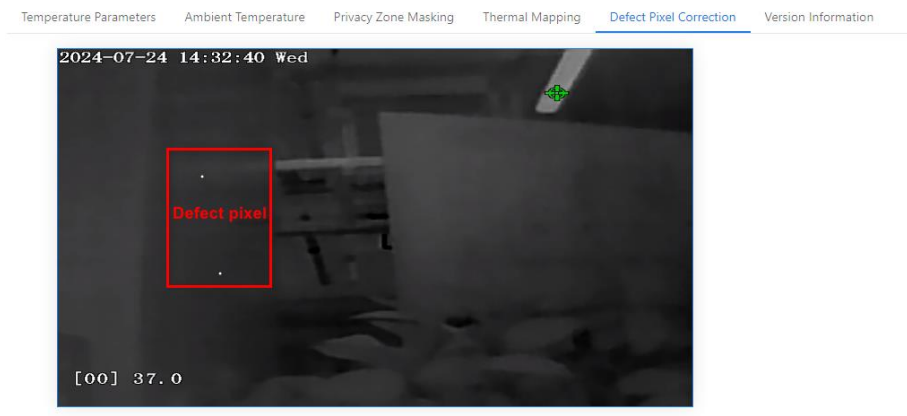 Temperature Parameters Ambient Temperature Privacy Zone Masking Thermal Mapping Defect Pixel Correction Version Information
2024-07-24 14:32:40 Wed
Defect pixel
[00] 37.0